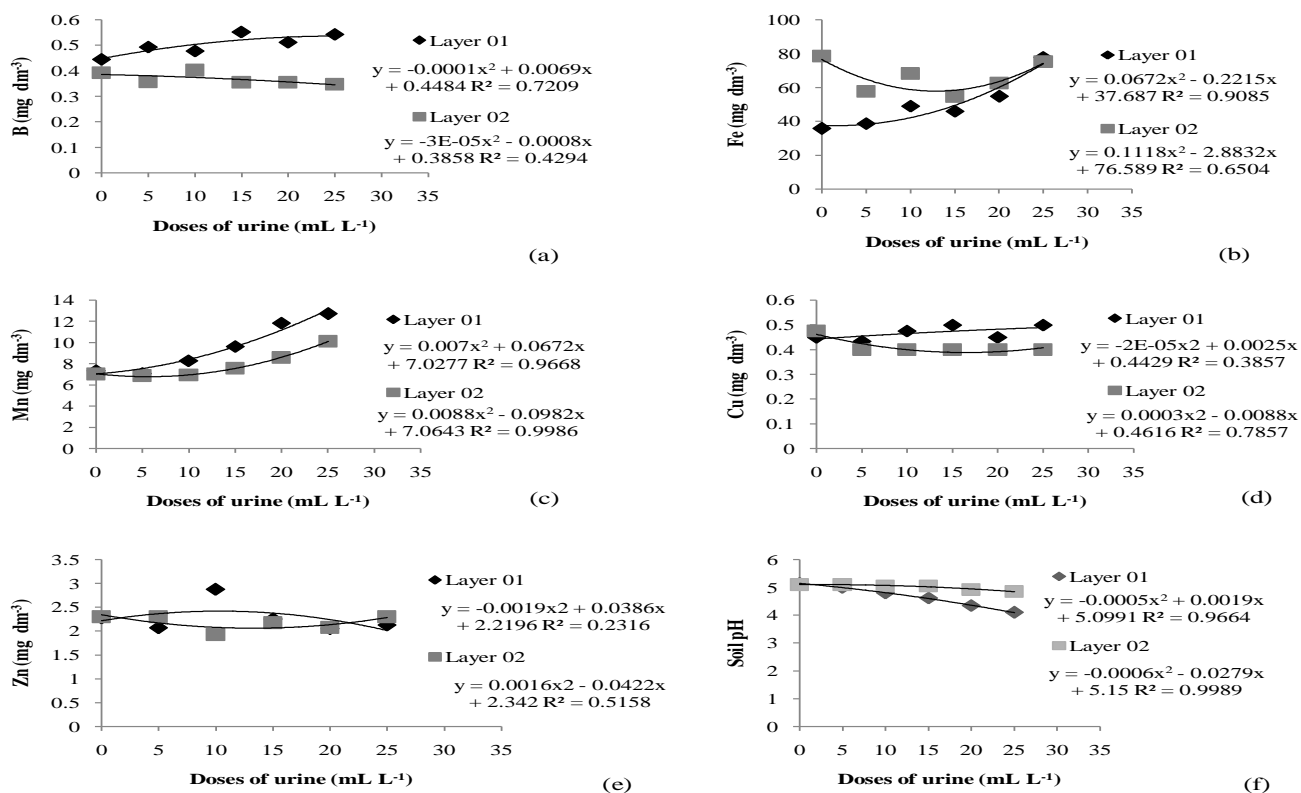 0.6
0.5
0.4
0.3
0.2
0.1
0
B (mg dm-3)
0 5 10 15 20 25 30 35
Doses of urine (mL L-1)
Layer 01
y = -0.0001x2 + 0.0069x
+ 0.4484 R² = 0.7209
Layer 02
y = -3E-05x2 - 0.0008x
+ 0.3858 R² = 0.4294
(a)
100
80
60
40
20
0
Fe (mg dm-3)
0 5 10 15 20 25 30 35
Doses of urine (mL L-1)
Layer 01
y = 0.0672x2 - 0.2215x
+ 37.687 R² = 0.9085
Layer 02
y = 0.1118x2 - 2.8832x
+ 76.589 R² = 0.6504
(b)
14
12
10
8
6
4
2
0
Mn (mg dm-3)
0 5 10 15 20 25 30 35
Doses of urine (mL L-1)
Layer 01
y = 0.007x2 + 0.0672x
+ 7.0277 R² = 0.9668
Layer 02
y = 0.0088x2 - 0.0982x
+ 7.0643 R² = 0.9986
(c)
0.6
0.5
0.4
0.3
0.2
0.1
0
Cu (mg dm-3)
0 5 10 15 20 25 30 35
Doses of urine (mL L-1)
Layer 01
y = -2E-05x2 + 0.0025x
+ 0.4429 R² = 0.3857
Layer 02
y = 0.0003x2 - 0.0088x
+ 0.4616 R² = 0.7857
(d)
3.5
3
2.5
2
1.5
1
0.5
0
Zn (mg dm3)
0 5 10 15 20 25 30 35
Doses of urine (mL L-1)
Layer 01
y = -0.0019x2 + 0.0386x
+ 2.2196 R² = 0.2316
Layer 02
y = 0.0016x2 - 0.0422x
+ 2.342 R² = 0.5158
(e)
6
5
4
3
2
1
0
Soil pH
0 5 10 15 20 25 30 35
Doses of urine (mL L-1)
Layer 01
y = -0.0005x2 + 0.0019x
+ 5.0991 R² = 0.9664
Layer 02
y = -0.0006x2 - 0.0279x
+ 5.15 R² = 0.9989
(f)